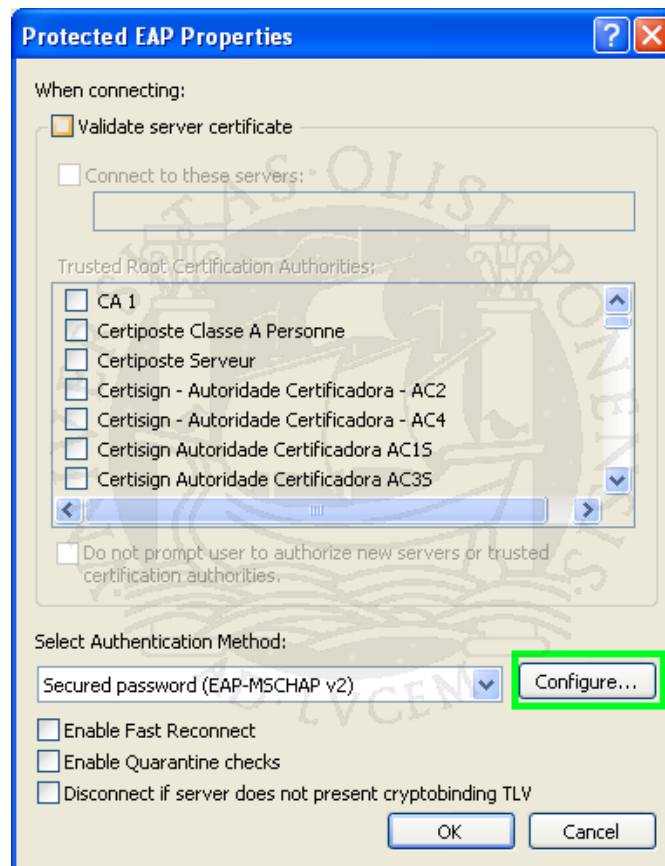 Protected EAP Properties
When connecting:
Validate server certificate
Connect to these servers:
Trusted Root Certification Authorities:
CA 1
Certiposte Classe A Personne
Certiposte Serveur
Certisign - Autoridade Certificadora - AC2
Certisign - Autoridade Certificadora - AC4
Certisign Autoridade Certificadora AC1S
Certisign Autoridade Certificadora AC3S
Do not prompt user to authorize new servers or trusted
certification authorities.
Select Authentication Method:
Secured password (EAP-MSCHAP v2)
Configure...
Enable Fast Reconnect
Enable Quarantine checks
Disconnect if server does not present cryptobinding TLV
OK
Cancel